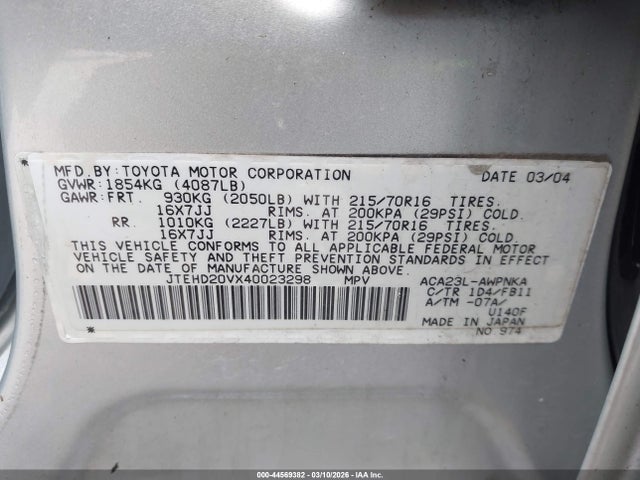 MFD.BY:TOYOTA MOTOR CORPORATION DATE 03/04
GVWR:1854KG (4087LB)
GAWR:FRT. 930KG (2050LB) WITH 215/70R16 TIRES.
16X7JJ RIMS. AT 200KPA (29PSI) COLD.
RR. 1010KG (2227LB) WITH 215/70R16 TIRES.
16X7JJ RIMS. AT 200KPA (29PSI) COLD.
THIS VEHICLE CONFORMS TO ALL APPLICABLE FEDERAL MOTOR
VEHICLE SAFETY AND THEFT PREVENTION STANDARDS IN EFFECT
ON THE DATE OF MANUFACTURE SHOWN ABOVE.
JTEHD20VX40023298 MPV ACA23L-AWPNKA
C/TR 1D4/FB11
A/TM -07A/
U140F
MADE IN JAPAN
NO 974
000-44569382 - 03/10/2026 - COPYRIGHT IAA